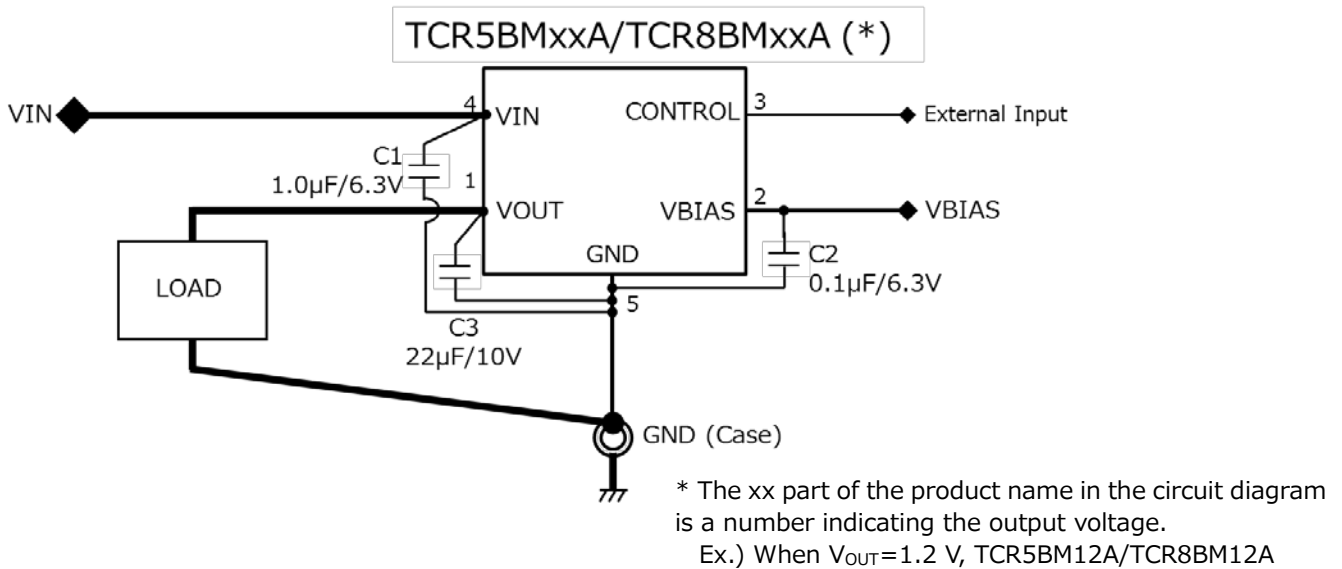 TCR5BMxxA/TCR8BMxxA (*)
VIN
4
VIN
CONTROL
3
External Input
C1
1.0µF/6.3V
1
VOUT
VBIAS
2
VBIAS
GND
C2
0.1µF/6.3V
LOAD
5
C3
22µF/10V
GND (Case)
* The xx part of the product name in the circuit diagram
is a number indicating the output voltage.
Ex.) When VOUT=1.2 V, TCR5BM12A/TCR8BM12A